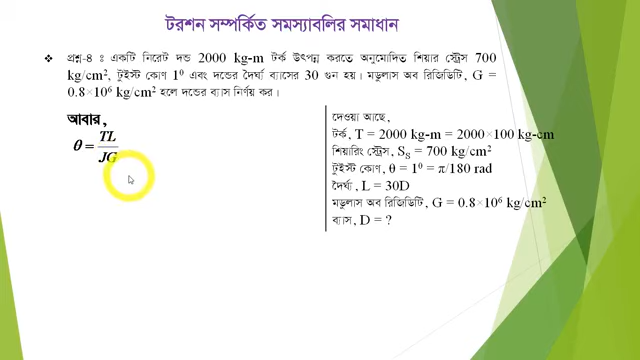 টরশন সম্পর্কিত সমস্যাবলির সমাধান
❖ প্রশ্ন-৪ ঃ একটি নিরেট দন্ড 2000 kg-m টর্ক উৎপন্ন করতে অনুমোদিত শিয়ার স্ট্রেস 700
kg/cm², টুইস্ট কোণ 1⁰ এবং দন্ডের দৈর্ঘ্য ব্যাসের 30 গুন হয়। মডুলাস অব রিজিডিটি, G =
0.8×10⁶ kg/cm² হলে দন্ডের ব্যাস নির্ণয় কর।
আবার,
θ = TL/JG
দেওয়া আছে,
টর্ক, T = 2000 kg-m = 2000×100 kg-cm
শিয়ারিং স্ট্রেস, S_S = 700 kg/cm²
টুইস্ট কোণ, θ = 1⁰ = π/180 rad
দৈর্ঘ্য, L = 30D
মডুলাস অব রিজিডিটি, G = 0.8×10⁶ kg/cm²
ব্যাস, D = ?